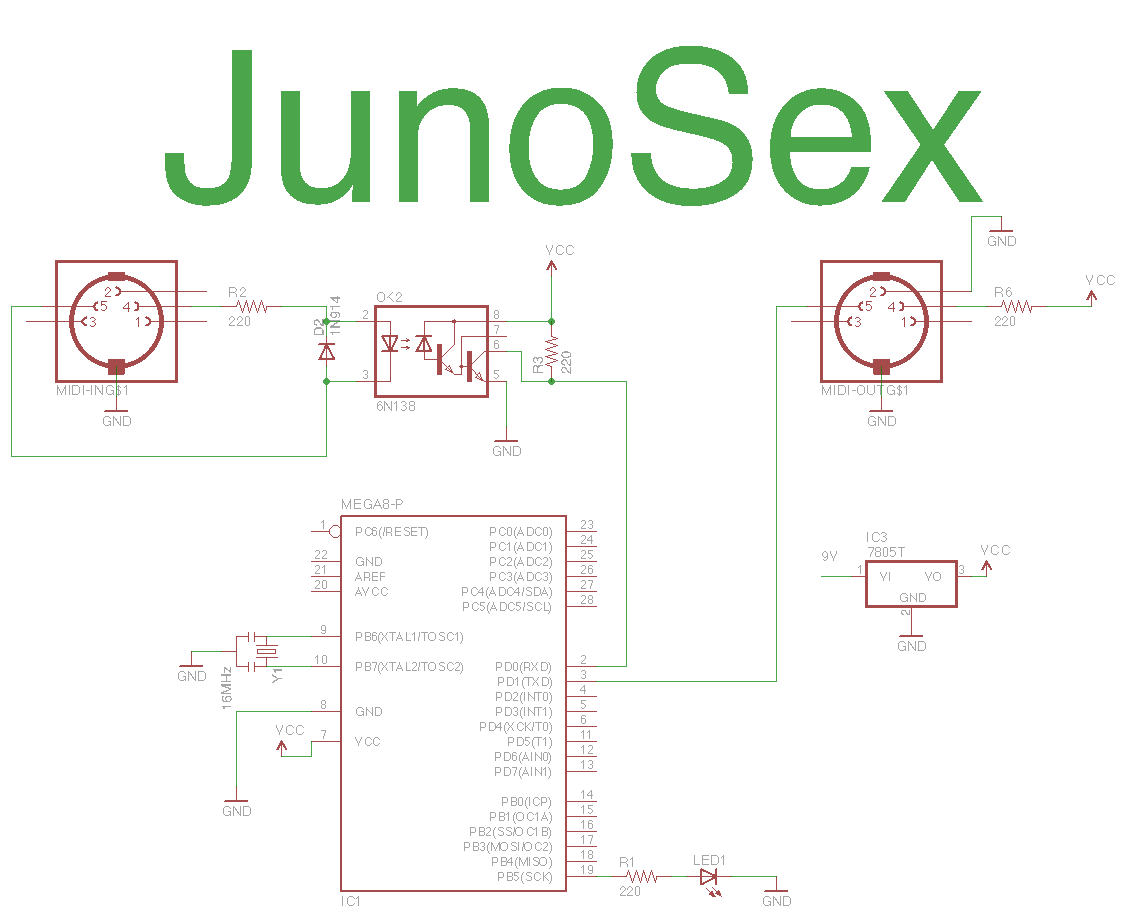 JunoSex
GND
VCC
VCC
MIDI-ING$1
2
5
4
3
1
GND
R2
220
D2
1N914
OK2
2
3
8
7
6
5
6N138
R3
220
GND
MIDI-OUTG$1
2
5
4
3
1
GND
R6
220
MEGA8-P
1 PC6(/RESET) PC0(ADC0) 23
PC1(ADC1) 24
22 GND PC2(ADC2) 25
21 AREF PC3(ADC3) 26
20 AVCC PC4(ADC4/SDA) 27
PC5(ADC5/SCL) 28
9 PB6(XTAL1/TOSC1)
10 PB7(XTAL2/TOSC2) PD0(RXD) 2
PD1(TXD) 3
PD2(INT0) 4
8 GND PD3(INT1) 5
PD4(XCK/T0) 6
7 VCC PD5(T1) 11
PD6(AIN0) 12
PD7(AIN1) 13
PB0(ICP) 14
PB1(OC1A) 15
PB2(SS/OC1B) 16
PB3(MOSI/OC2) 17
PB4(MISO) 18
PB5(SCK) 19
IC1
GND
16MHz
Y1
VCC
GND
R1
220
LED1
GND
IC3
7805T
9V
1
VI
VO
3
GND
2
VCC
GND